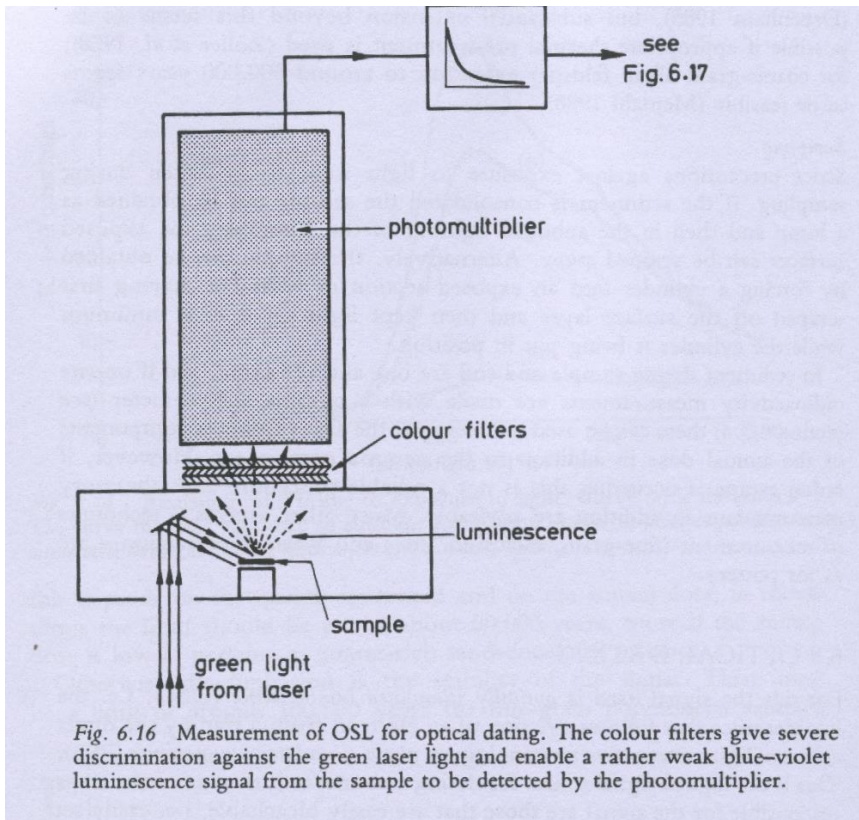 see
Fig. 6.17
photomultiplier
colour filters
luminescence
sample
green light
from laser
Fig. 6.16 Measurement of OSL for optical dating. The colour filters give severe
discrimination against the green laser light and enable a rather weak blue–violet
luminescence signal from the sample to be detected by the photomultiplier.